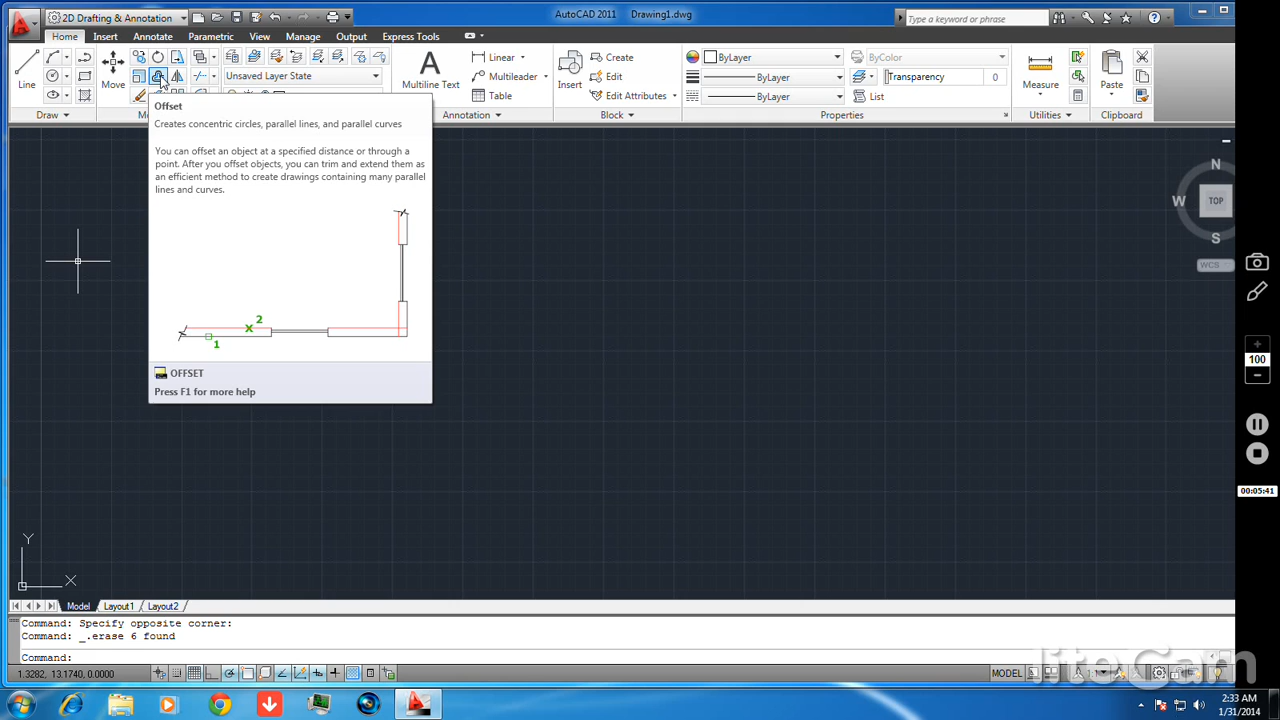 2D Drafting & Annotation
AutoCAD 2011 Drawing1.dwg
Type a keyword or phrase
Home Insert Annotate Parametric View Manage Output Express Tools
Line
Move
Unsaved Layer State
Multiline Text
Linear
Multileader
Table
Insert
Create
Edit
Edit Attributes
ByLayer
ByLayer
ByLayer
ByColor
Transparency 0
List
Measure
Paste
Draw
Annotation
Block
Properties
Utilities
Clipboard
Offset
Creates concentric circles, parallel lines, and parallel curves
You can offset an object at a specified distance or through a
point. After you offset objects, you can trim and extend them as
an efficient method to create drawings containing many parallel
lines and curves.
2
1
OFFSET
Press F1 for more help
N
W
TOP
S
WCS
100
00:05:41
Y
X
Model Layout1 Layout2
Command: Specify opposite corner:
Command: _.erase 6 found
Command:
1.3282, 13.1740, 0.0000
MODEL
1:1
liteCam
2:33 AM
1/31/2014